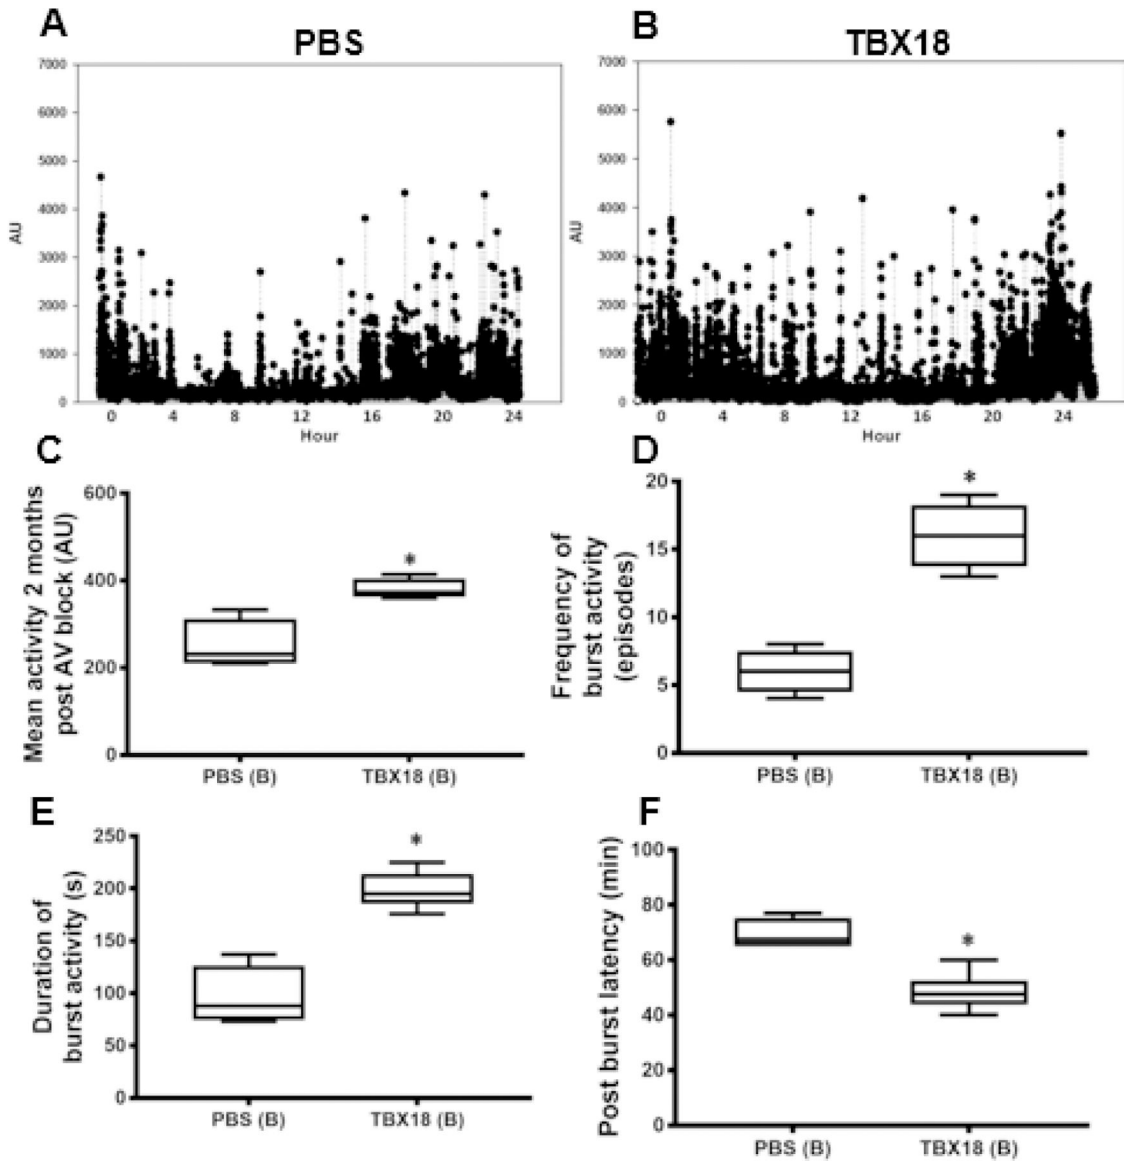 A
PBS
B
TBX18
7000
6000
5000
4000
3000
2000
1000
0
AU
0 4 8 12 16 20 24
Hour
7000
6000
5000
4000
3000
2000
1000
0
AU
0 4 8 12 16 20 24
Hour
C
Mean activity 2 months
post AV block (AU)
600
400
200
0
*
PBS (B) TBX18 (B)
D
Frequency of
burst activity
(episodes)
20
15
10
5
0
*
PBS (B) TBX18 (B)
E
Duration of
burst activity (s)
250
200
150
100
50
0
*
PBS (B) TBX18 (B)
F
Post burst latency (min)
100
80
60
40
20
0
*
PBS (B) TBX18 (B)